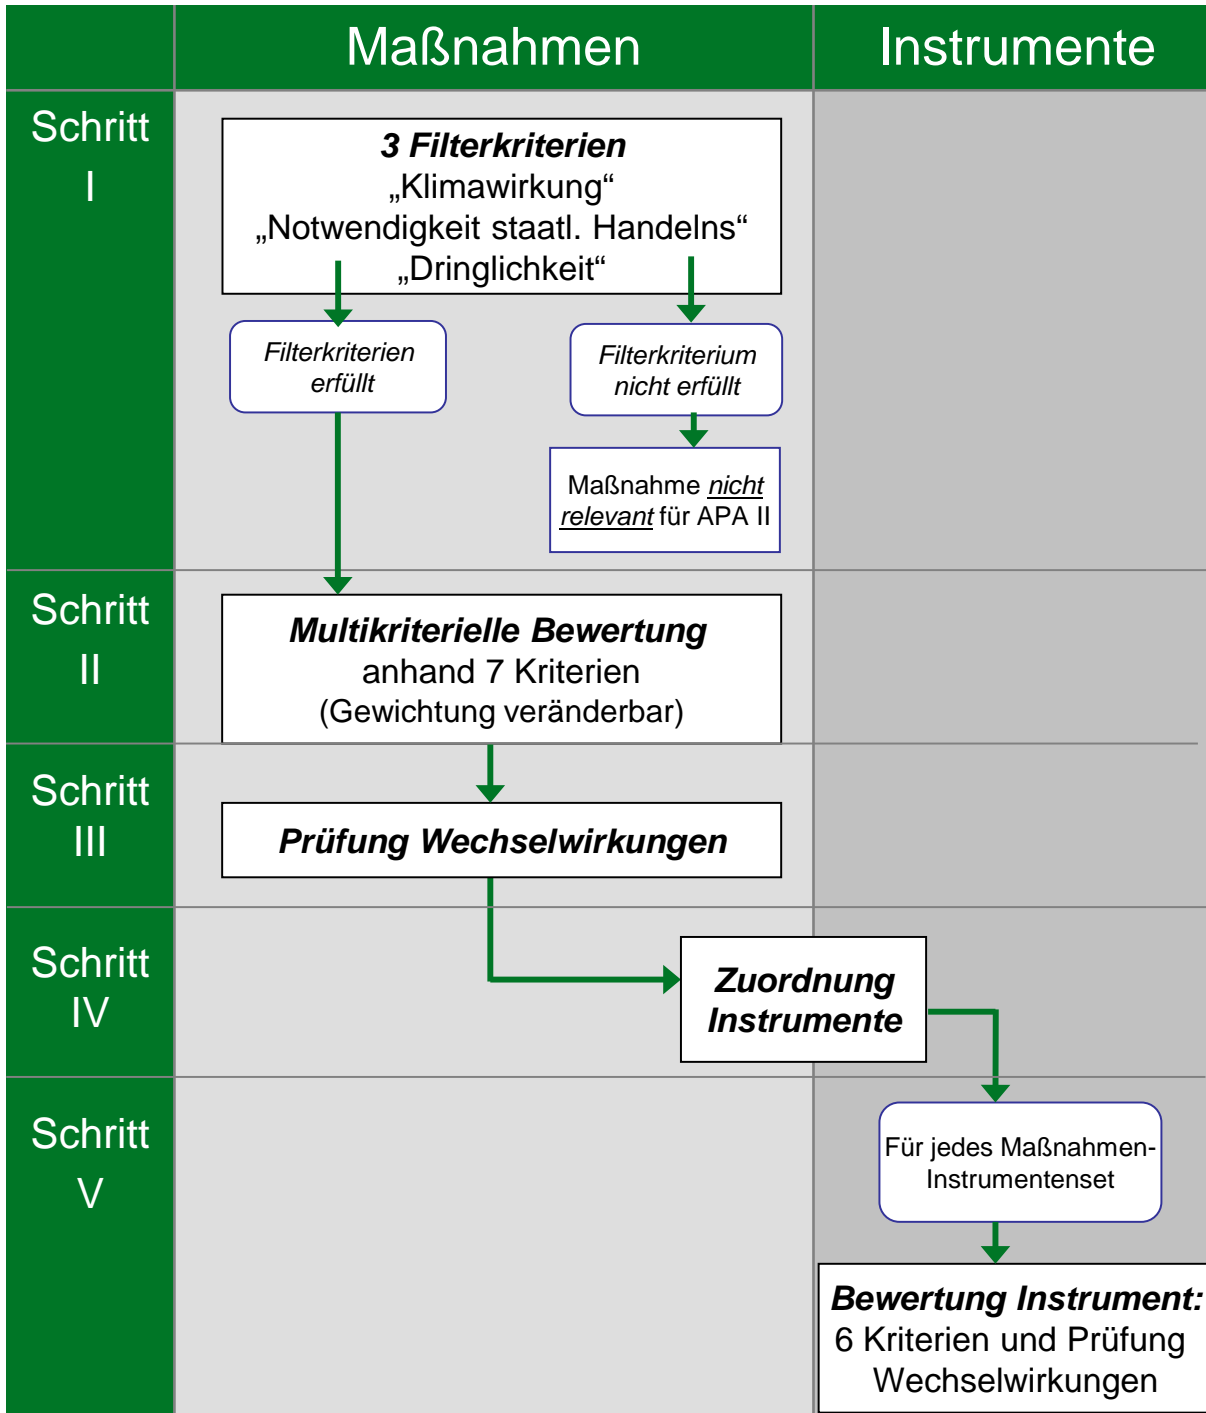 Maßnahmen
Instrumente
Schritt
I
3 Filterkriterien
„Klimawirkung“
„Notwendigkeit staatl. Handelns“
„Dringlichkeit“
Filterkriterien
erfüllt
Filterkriterium
nicht erfüllt
Maßnahme nicht
relevant für APA II
Schritt
II
Multikriterielle Bewertung
anhand 7 Kriterien
(Gewichtung veränderbar)
Schritt
III
Prüfung Wechselwirkungen
Schritt
IV
Zuordnung
Instrumente
Schritt
V
Für jedes Maßnahmen-
Instrumentenset
Bewertung Instrument:
6 Kriterien und Prüfung
Wechselwirkungen